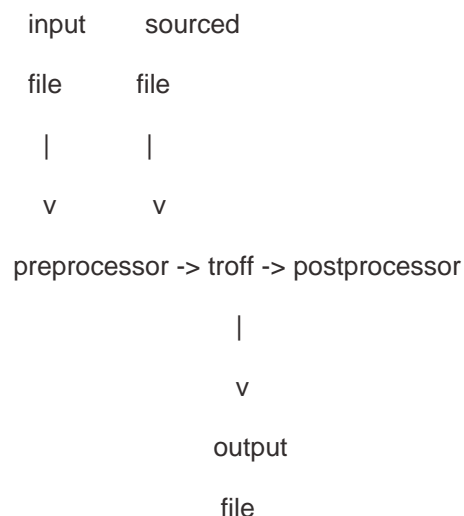 input sourced
file file
| |
v v
preprocessor -> troff -> postprocessor
|
v
output
file